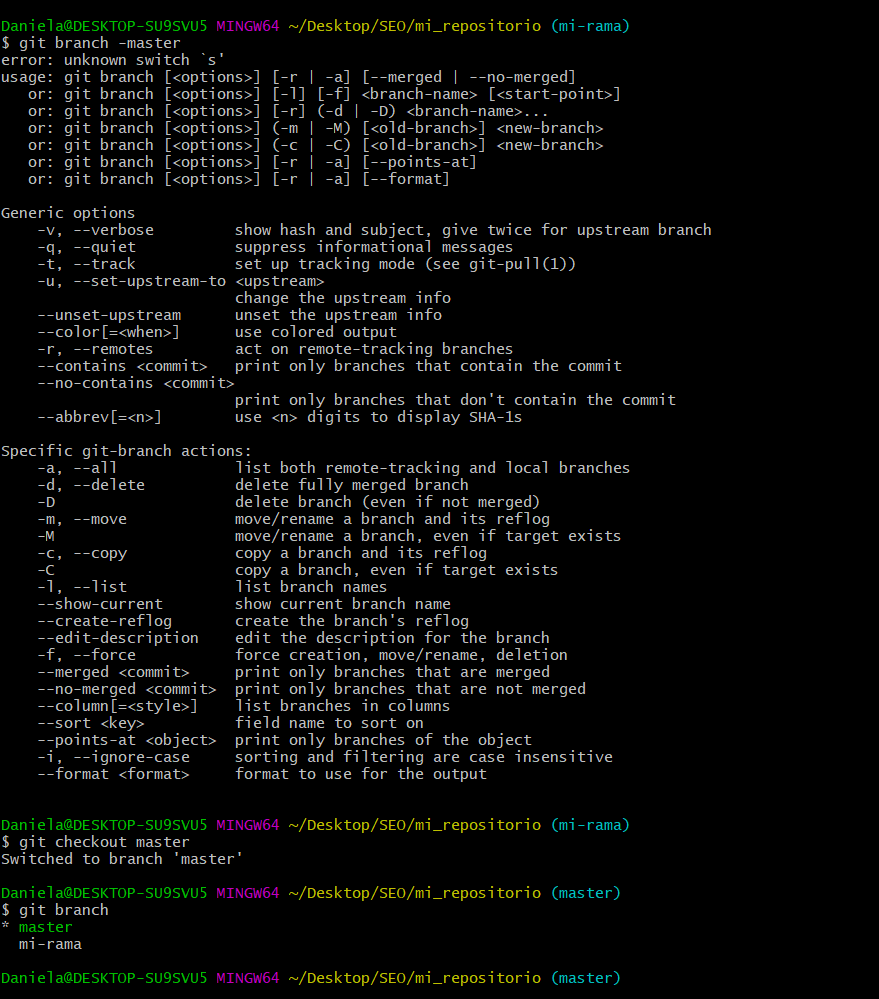 Daniela@DESKTOP-SU9SVU5 MINGW64 ~/Desktop/SEO/mi_repositorio (mi-rama)
$ git branch -master
error: unknown switch `s'
usage: git branch [<options>] [-r | -a] [--merged | --no-merged]
   or: git branch [<options>] [-l] [-f] <branch-name> [<start-point>]
   or: git branch [<options>] [-r] (-d | -D) <branch-name>...
   or: git branch [<options>] (-m | -M) [<old-branch>] <new-branch>
   or: git branch [<options>] (-c | -C) [<old-branch>] <new-branch>
   or: git branch [<options>] [-r | -a] [--points-at]
   or: git branch [<options>] [-r | -a] [--format]

Generic options
    -v, --verbose         show hash and subject, give twice for upstream branch
    -q, --quiet           suppress informational messages
    -t, --track           set up tracking mode (see git-pull(1))
    -u, --set-upstream-to <upstream>
                          change the upstream info
    --unset-upstream      unset the upstream info
    --color[=<when>]      use colored output
    -r, --remotes         act on remote-tracking branches
    --contains <commit>   print only branches that contain the commit
    --no-contains <commit>
                          print only branches that don't contain the commit
    --abbrev[=<n>]        use <n> digits to display SHA-1s

Specific git-branch actions:
    -a, --all             list both remote-tracking and local branches
    -d, --delete          delete fully merged branch
    -D                    delete branch (even if not merged)
    -m, --move            move/rename a branch and its reflog
    -M                    move/rename a branch, even if target exists
    -c, --copy            copy a branch and its reflog
    -C                    copy a branch, even if target exists
    -l, --list            list branch names
    --show-current        show current branch name
    --create-reflog       create the branch's reflog
    --edit-description    edit the description for the branch
    -f, --force           force creation, move/rename, deletion
    --merged <commit>     print only branches that are merged
    --no-merged <commit>  print only branches that are not merged
    --column[=<style>]    list branches in columns
    --sort <key>          field name to sort on
    --points-at <object>  print only branches of the object
    -i, --ignore-case     sorting and filtering are case insensitive
    --format <format>     format to use for the output

Daniela@DESKTOP-SU9SVU5 MINGW64 ~/Desktop/SEO/mi_repositorio (mi-rama)
$ git checkout master
Switched to branch 'master'

Daniela@DESKTOP-SU9SVU5 MINGW64 ~/Desktop/SEO/mi_repositorio (master)
$ git branch
* master
  mi-rama

Daniela@DESKTOP-SU9SVU5 MINGW64 ~/Desktop/SEO/mi_repositorio (master)